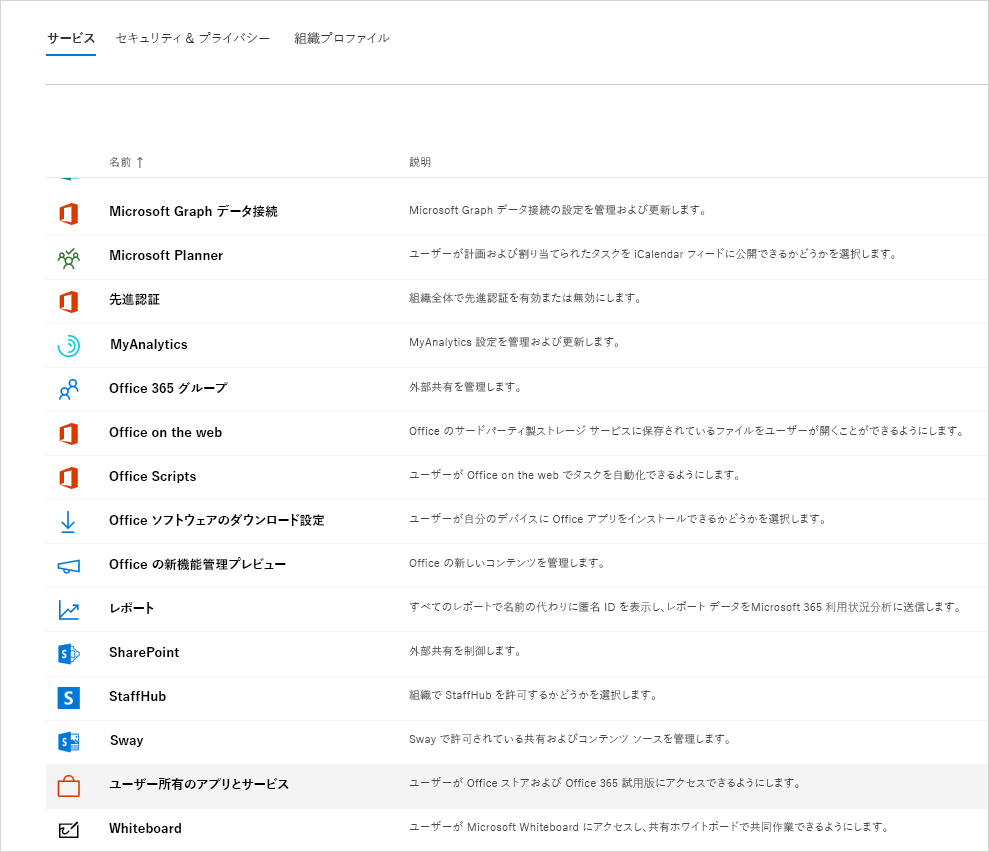 サービス セキュリティ & プライバシー 組織プロファイル
名前 ↑ 説明
Microsoft Graph データ接続 Microsoft Graph データ接続の設定を管理および更新します。
Microsoft Planner ユーザーが計画および割り当てられたタスクを iCalendar フィードに公開できるかどうかを選択します。
先進認証 組織全体で先進認証を有効または無効にします。
MyAnalytics MyAnalytics 設定を管理および更新します。
Office 365 グループ 外部共有を管理します。
Office on the web Office のサードパーティ製ストレージ サービスに保存されているファイルをユーザーが開くことができるようにします。
Office Scripts ユーザーが Office on the web でタスクを自動化できるようにします。
Office ソフトウェアのダウンロード設定 ユーザーが自分のデバイスに Office アプリをインストールできるかどうかを選択します。
Office の新機能管理プレビュー Office の新しいコンテンツを管理します。
レポート すべてのレポートで名前の代わりに匿名 ID を表示し、レポート データをMicrosoft 365 利用状況分析に送信します。
SharePoint 外部共有を制御します。
StaffHub 組織で StaffHub を許可するかどうかを選択します。
Sway Sway で許可されている共有およびコンテンツ ソースを管理します。
ユーザー所有のアプリとサービス ユーザーが Office ストアおよび Office 365 試用版にアクセスできるようにします。
Whiteboard ユーザーが Microsoft Whiteboard にアクセスし、共有ホワイトボードで共同作業できるようにします。